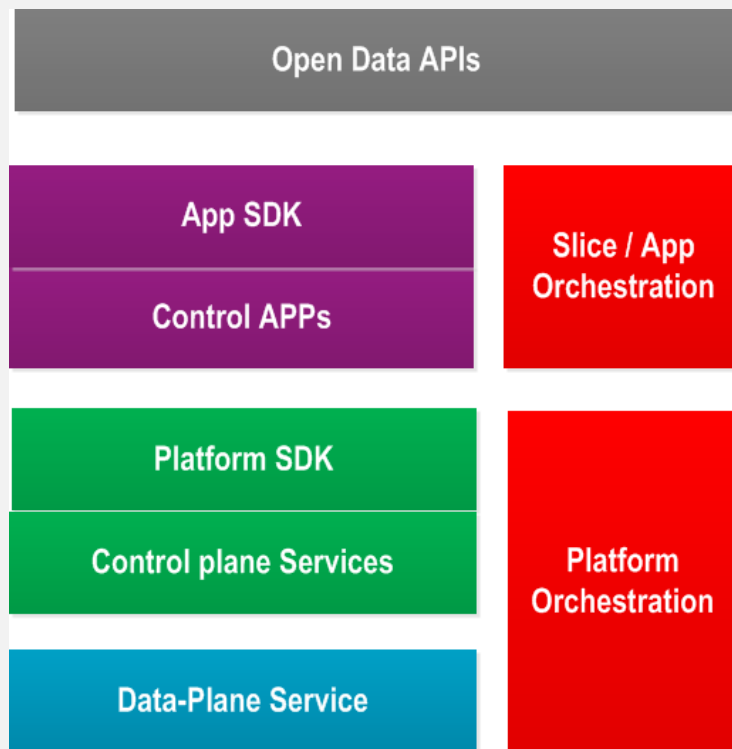 Open Data APIs
App SDK
Control APPs
Slice / App
Orchestration
Platform SDK
Control plane Services
Platform
Orchestration
Data-Plane Service